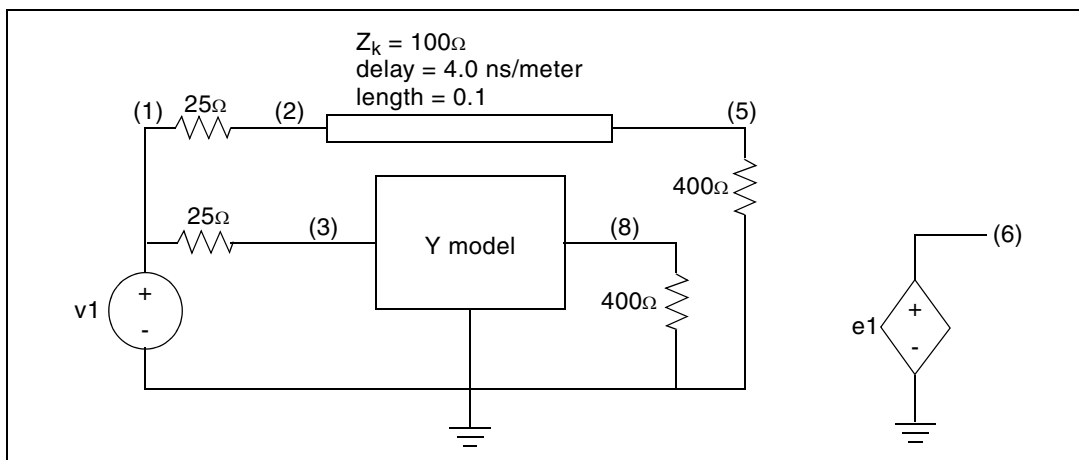 Zk = 100Ω
delay = 4.0 ns/meter
length = 0.1
(1) 25Ω (2) (5)
400Ω
25Ω (3) Y model (8)
(6)
400Ω
v1 + -
e1 + -